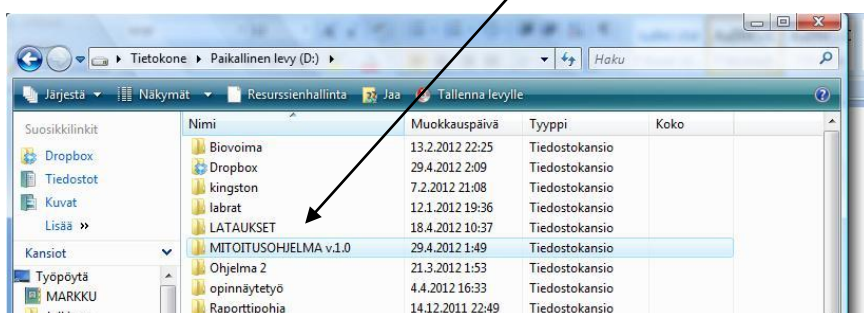 Tietokone ▸ Paikallinen levy (D:) ▸ Haku
Järjestä Näkymät Resurssienhallinta Jaa Tallenna levylle
Suosikkilinkit
Dropbox
Tiedostot
Kuvat
Lisää »
Kansiot
Työpöytä
MARKKU
Nimi Muokkauspäivä Tyyppi Koko
Biovoima 13.2.2012 22:25 Tiedostokansio
Dropbox 29.4.2012 2:09 Tiedostokansio
kingston 7.2.2012 21:08 Tiedostokansio
labrat 12.1.2012 19:36 Tiedostokansio
LATAUKSET 18.4.2012 10:37 Tiedostokansio
MITOITUSOHJELMA v.1.0 29.4.2012 1:49 Tiedostokansio
Ohjelma 2 21.3.2012 1:53 Tiedostokansio
opinnäytetyö 4.4.2012 16:33 Tiedostokansio
Raporttipohja 14.12.2011 22:49 Tiedostokansio